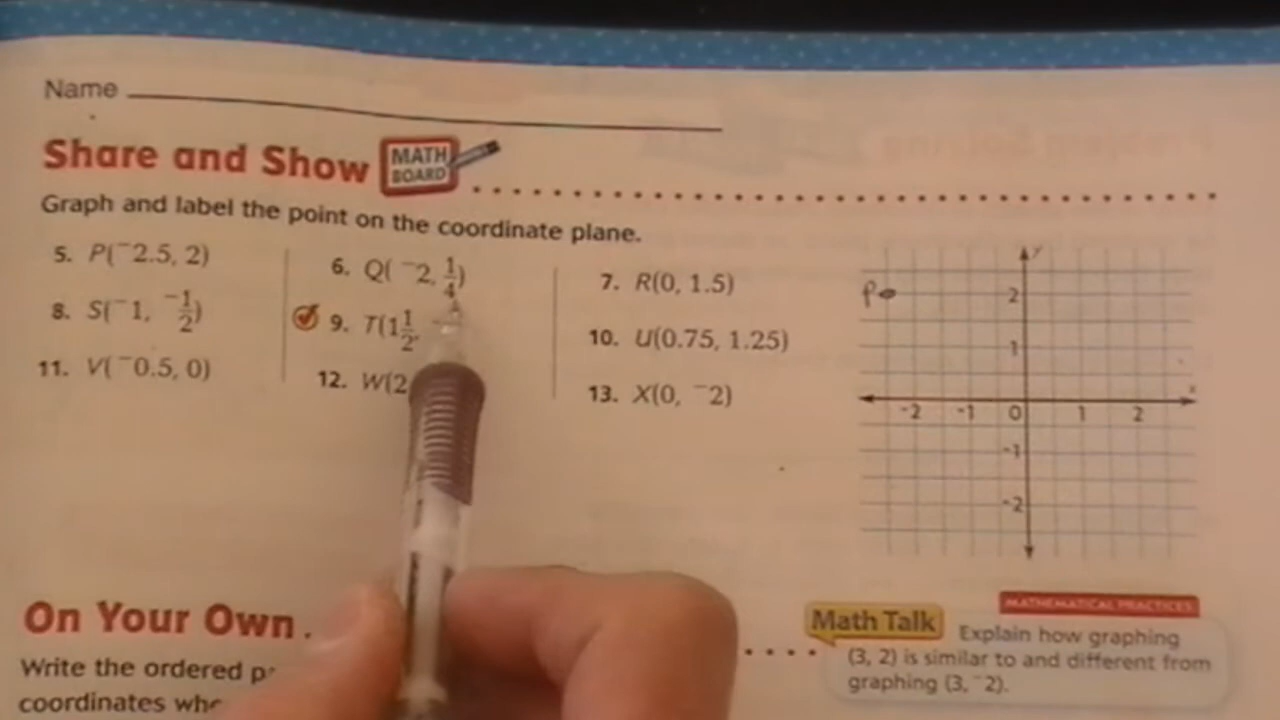 Name
Share and Show MATH BOARD
Graph and label the point on the coordinate plane.
5. P(⁻2.5, 2) 6. Q(⁻2, 1/4) 7. R(0, 1.5)
8. S(⁻1, ⁻1/2) 9. T(1 1/2, 10. U(0.75, 1.25)
11. V(⁻0.5, 0) 12. W(2 13. X(0, ⁻2)
y
P
2
1
-2 -1 0 1 2 x
-1
-2
On Your Own.
Write the ordered
coordinates
MATHEMATICAL PRACTICES
Math Talk Explain how graphing
(3, 2) is similar to and different from
graphing (3, ⁻2).